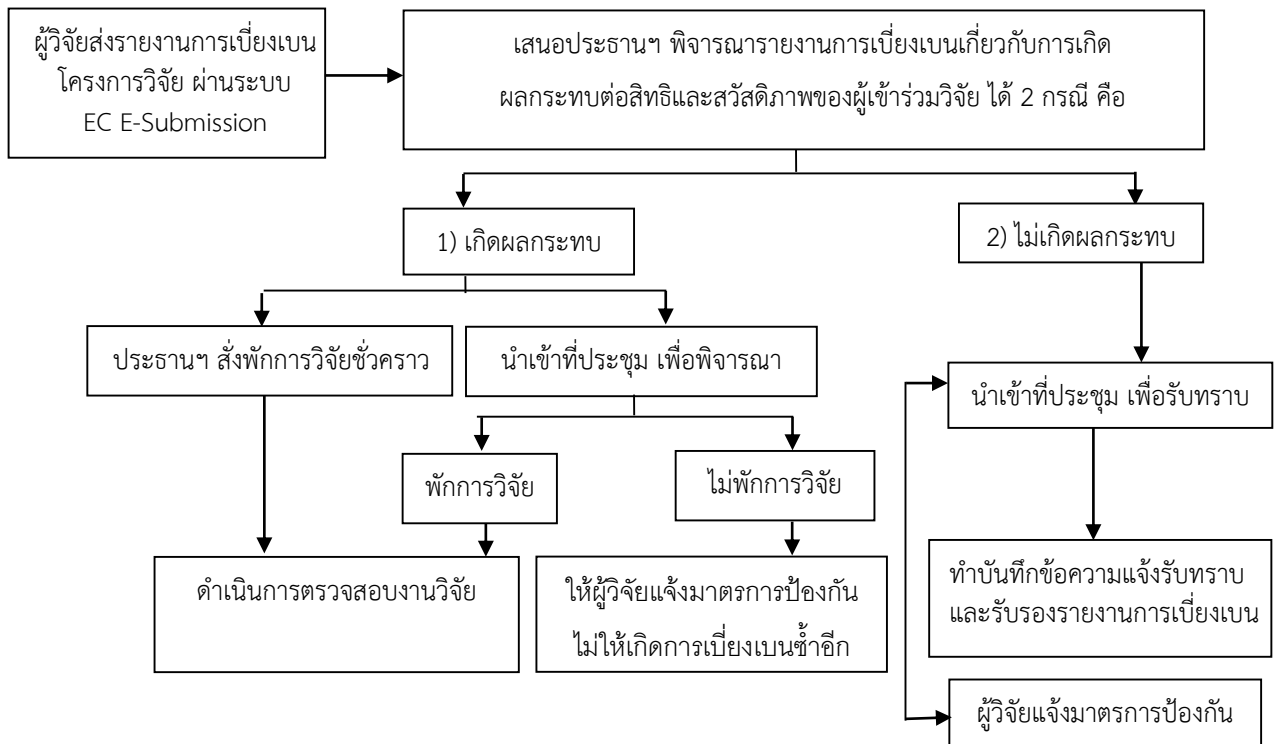 ผู้วิจัยส่งรายงานการเบี่ยงเบน
โครงการวิจัย ผ่านระบบ
EC E-Submission
เสนอประธานฯ พิจารณารายงานการเบี่ยงเบนเกี่ยวกับการเกิด
ผลกระทบต่อสิทธิและสวัสดิภาพของผู้เข้าร่วมวิจัย ได้ 2 กรณี คือ
1) เกิดผลกระทบ
2) ไม่เกิดผลกระทบ
ประธานฯ สั่งพักการวิจัยชั่วคราว
นำเข้าที่ประชุม เพื่อพิจารณา
นำเข้าที่ประชุม เพื่อรับทราบ
พักการวิจัย
ไม่พักการวิจัย
ดำเนินการตรวจสอบงานวิจัย
ให้ผู้วิจัยแจ้งมาตรการป้องกัน
ไม่ให้เกิดการเบี่ยงเบนซ้ำอีก
ทำบันทึกข้อความแจ้งรับทราบ
และรับรองรายงานการเบี่ยงเบน
ผู้วิจัยแจ้งมาตรการป้องกัน